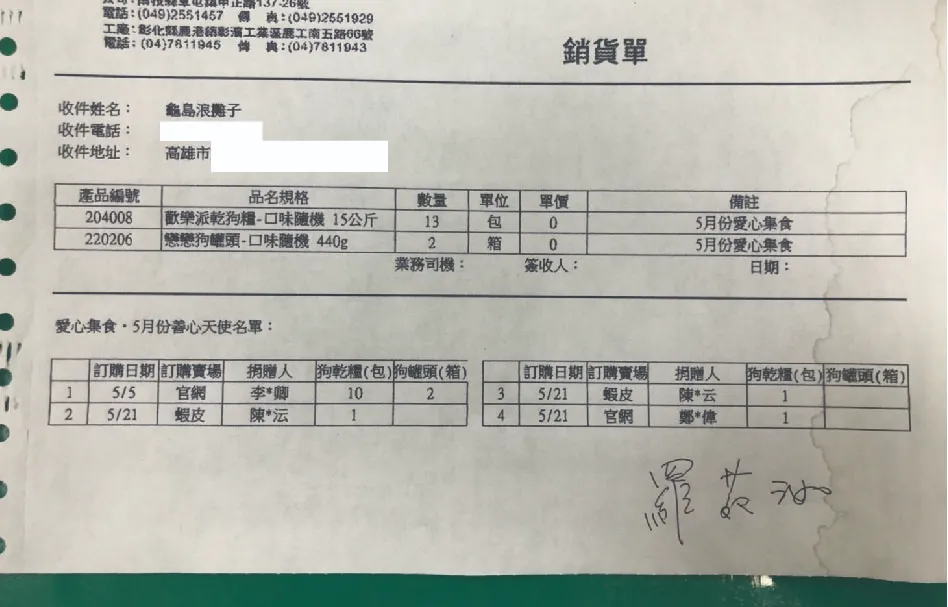 電話：(049)2551457 傳 真：(049)2551929
工廠：彰化縣鹿港鎮彰濱工業區鹿工南五路66號
電話：(04)7811945 傳 真：(04)7811943
銷貨單
收件姓名： 龜島浪攤子
收件電話：
收件地址： 高雄市
產品編號 品名規格 數量 單位 單價 備註
204008 歡樂派乾狗糧-口味隨機 15公斤 13 包 0 5月份愛心集食
220206 戀戀狗罐頭-口味隨機 440g 2 箱 0 5月份愛心集食
業務司機： 簽收人： 日期：
愛心集食・5月份善心天使名單：
訂購日期 訂購賣場 捐贈人 狗乾糧(包) 狗罐頭(箱)
1 5/5 官網 李*卿 10 2
2 5/21 蝦皮 陳*沄 1
訂購日期 訂購賣場 捐贈人 狗乾糧(包) 狗罐頭(箱)
3 5/21 蝦皮 陳*云 1
4 5/21 官網 鄭*偉 1